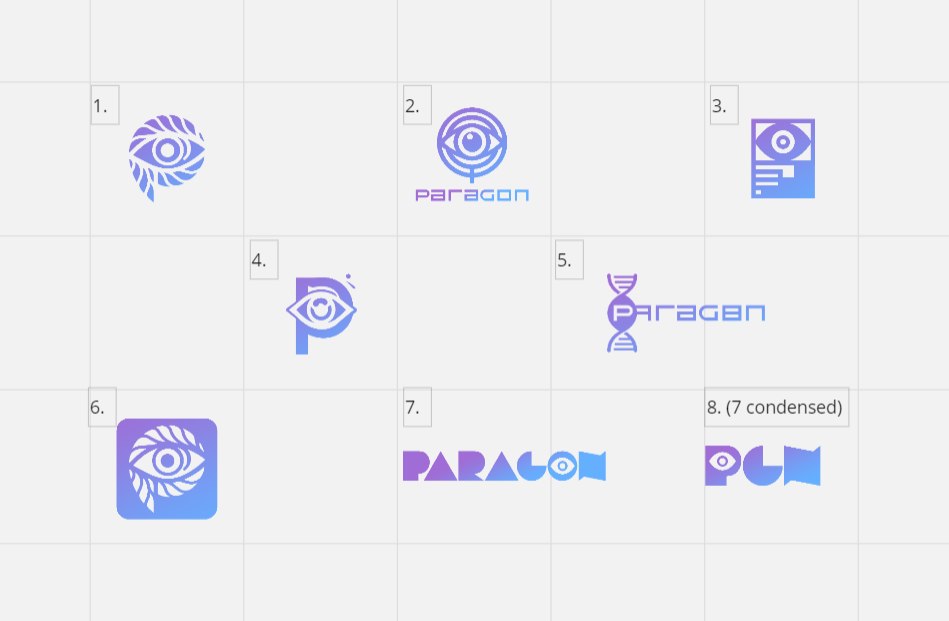 1.
2.
3.
paragon
4.
5.
Paragon
6.
7.
8. (7 condensed)
PARAGON
PGN